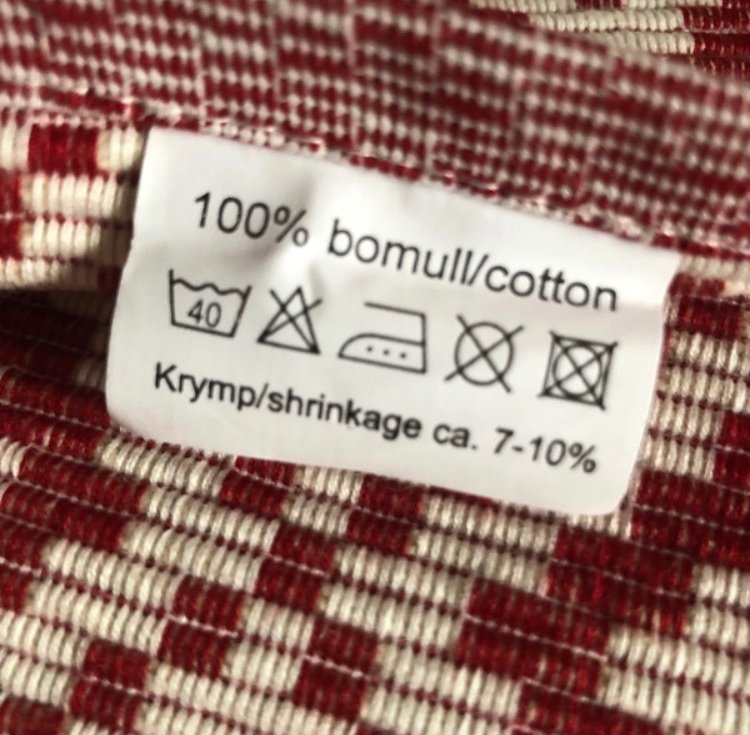 100% bomull/cotton
40
Krymp/shrinkage ca. 7-10%